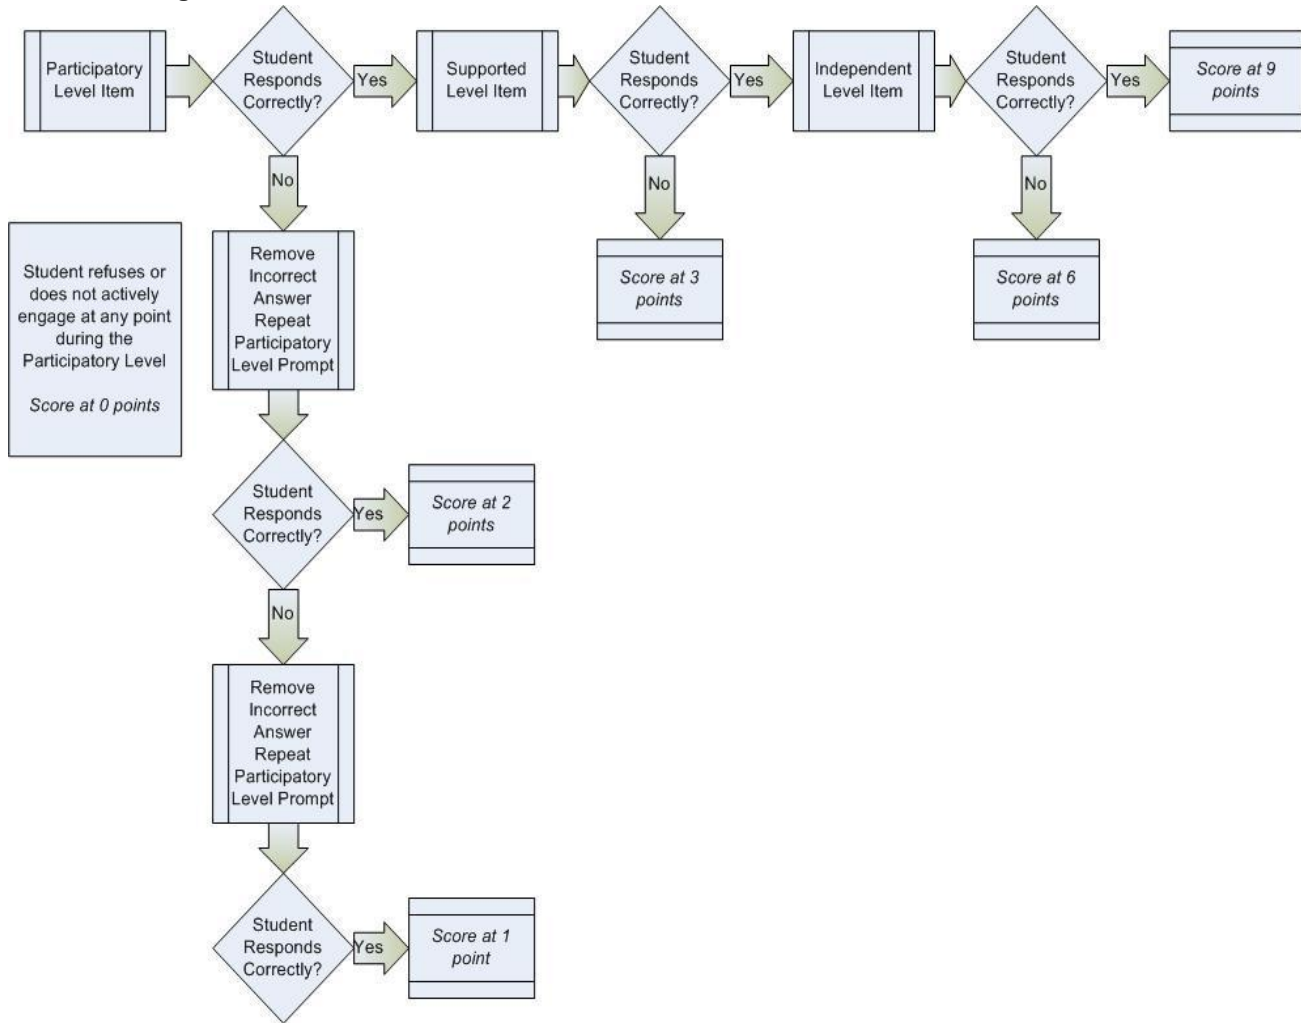 Participatory
Level Item
Student
Responds
Correctly?
Yes
Supported
Level Item
Student
Responds
Correctly?
Yes
Independent
Level Item
Student
Responds
Correctly?
Yes
Score at 9
points
No
No
No
Student refuses or
does not actively
engage at any point
during the
Participatory Level
Score at 0 points
Remove
Incorrect
Answer
Repeat
Participatory
Level Prompt
Score at 3
points
Score at 6
points
Student
Responds
Correctly?
Yes
Score at 2
points
No
Remove
Incorrect
Answer
Repeat
Participatory
Level Prompt
Student
Responds
Correctly?
Yes
Score at 1
point